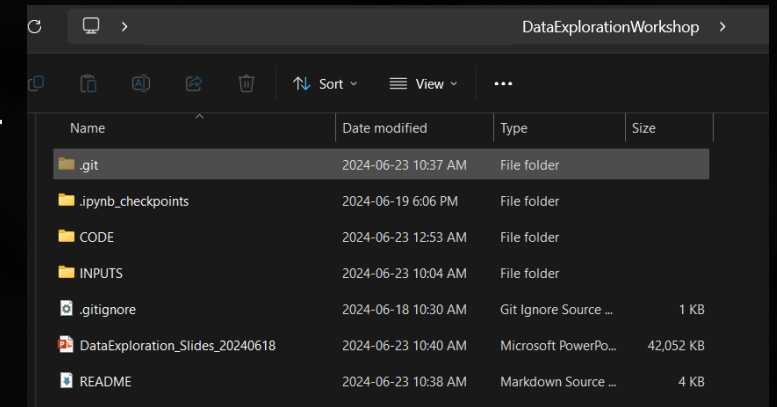 DataExplorationWorkshop
Sort View
Name Date modified Type Size
.git 2024-06-23 10:37 AM File folder
.ipynb_checkpoints 2024-06-19 6:06 PM File folder
CODE 2024-06-23 12:53 AM File folder
INPUTS 2024-06-23 10:04 AM File folder
.gitignore 2024-06-18 10:30 AM Git Ignore Source ... 1 KB
DataExploration_Slides_20240618 2024-06-23 10:40 AM Microsoft PowerPo... 42,052 KB
README 2024-06-23 10:38 AM Markdown Source ... 4 KB